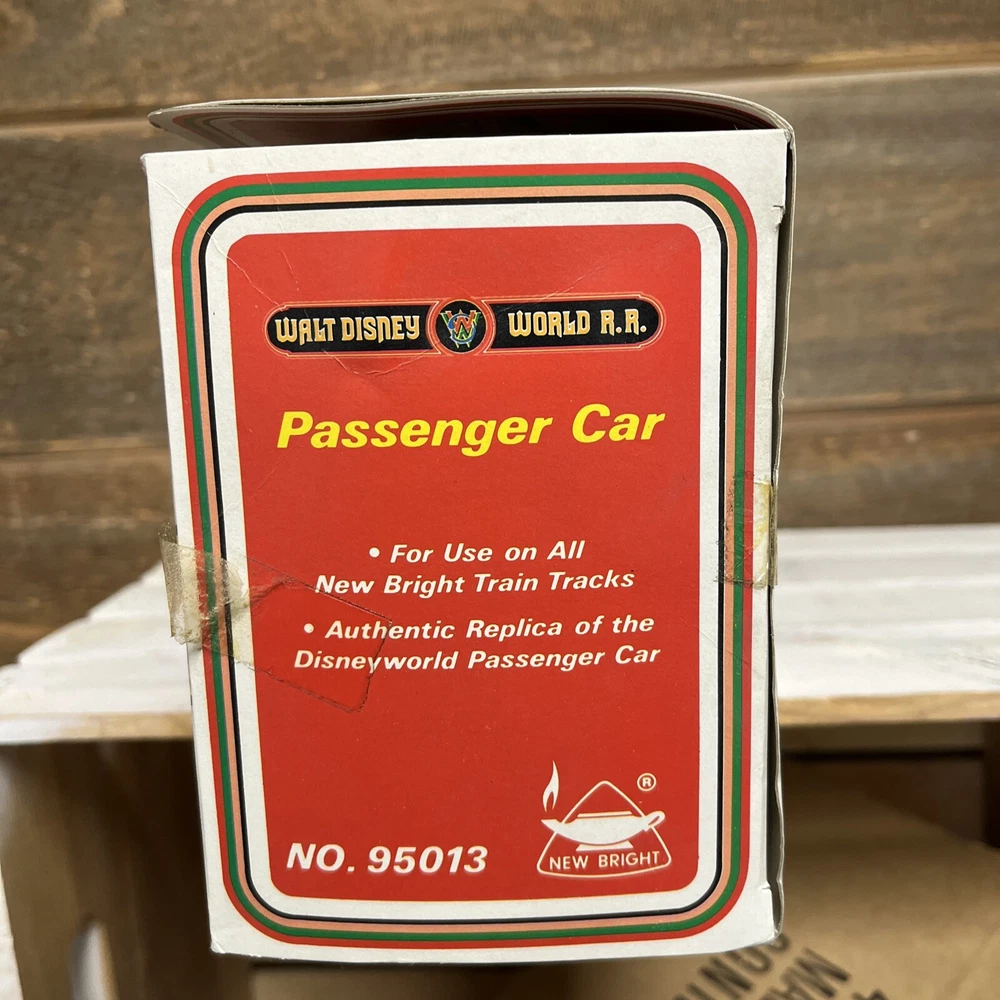 WALT DISNEY WORLD R.R.
Passenger Car
• For Use on All
New Bright Train Tracks
• Authentic Replica of the
Disneyworld Passenger Car
NO. 95013
®
NEW BRIGHT